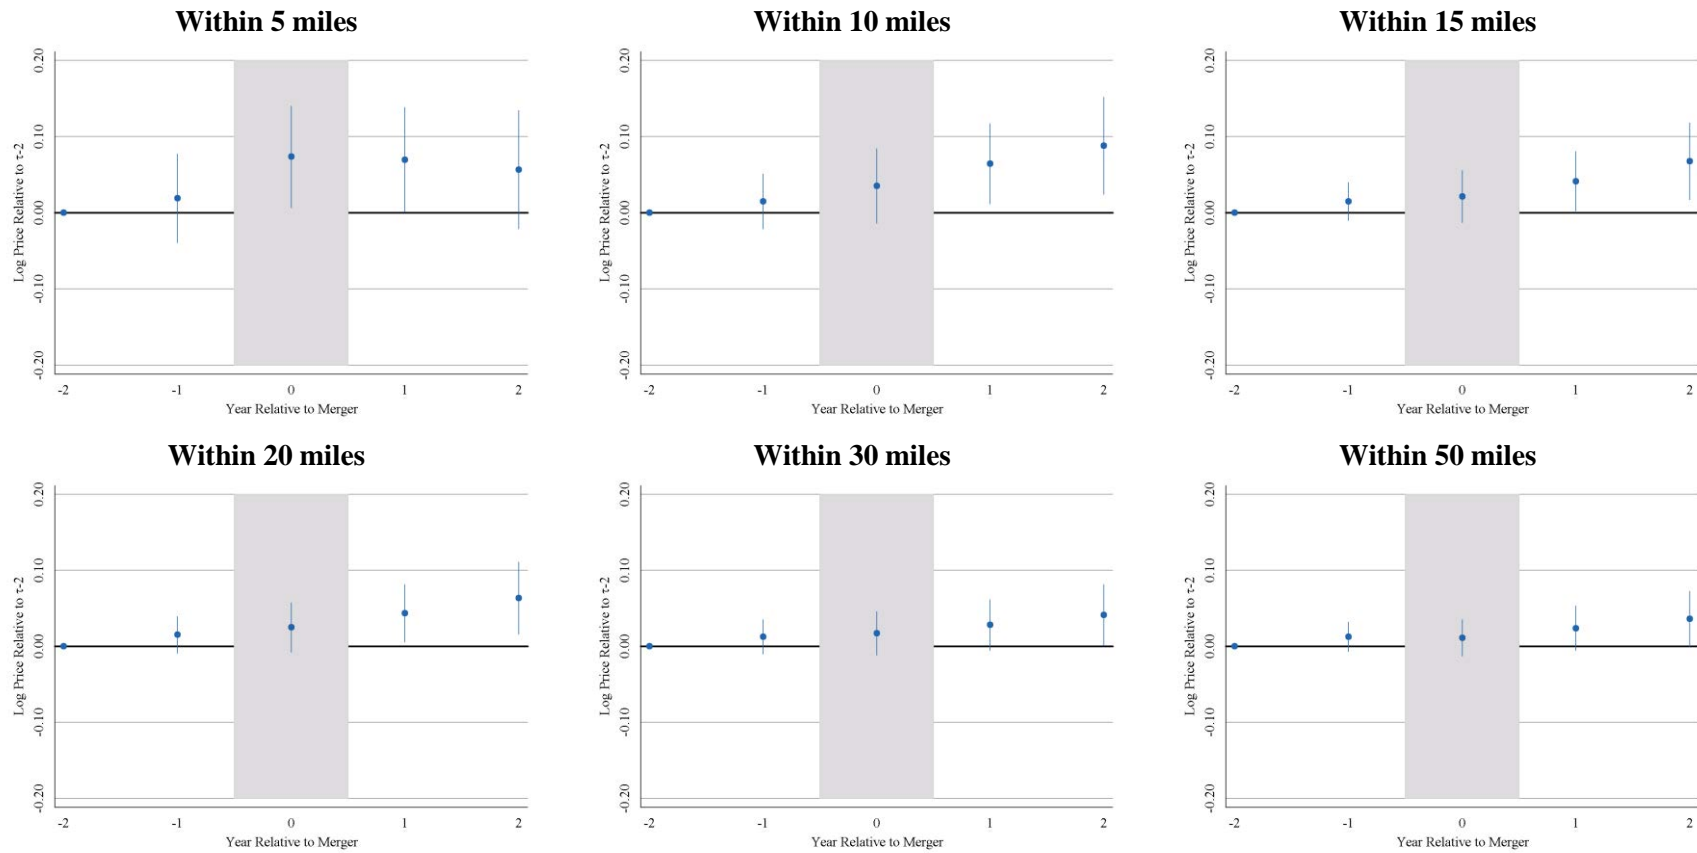 Within 5 miles
0.20
0.10
0.00
-0.10
-0.20
Log Price Relative to τ-2
-2 -1 0 1 2
Year Relative to Merger
Within 10 miles
0.20
0.10
0.00
-0.10
-0.20
Log Price Relative to τ-2
-2 -1 0 1 2
Year Relative to Merger
Within 15 miles
0.20
0.10
0.00
-0.10
-0.20
Log Price Relative to τ-2
-2 -1 0 1 2
Year Relative to Merger
Within 20 miles
0.20
0.10
0.00
-0.10
-0.20
Log Price Relative to τ-2
-2 -1 0 1 2
Year Relative to Merger
Within 30 miles
0.20
0.10
0.00
-0.10
-0.20
Log Price Relative to τ-2
-2 -1 0 1 2
Year Relative to Merger
Within 50 miles
0.20
0.10
0.00
-0.10
-0.20
Log Price Relative to τ-2
-2 -1 0 1 2
Year Relative to Merger